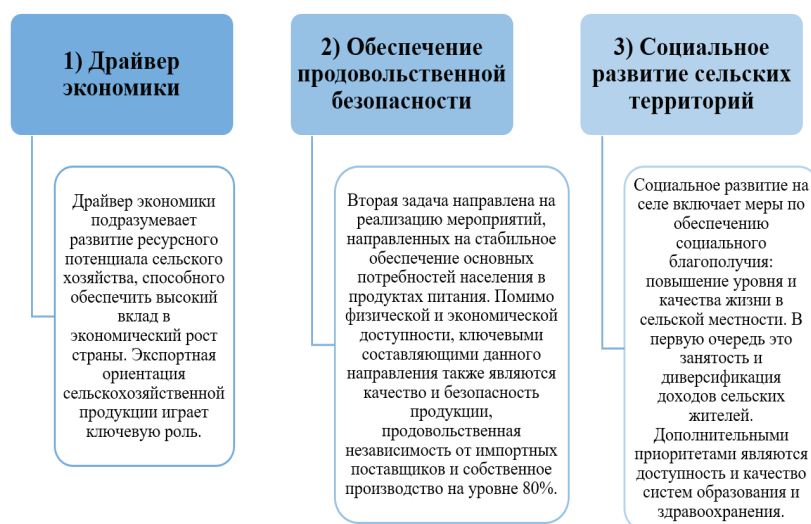 1) Драйвер
экономики
Драйвер экономики
подразумевает
развитие ресурсного
потенциала сельского
хозяйства, способного
обеспечить высокий
вклад в
экономический рост
страны. Экспортная
ориентация
сельскохозяйственной
продукции играет
ключевую роль.
2) Обеспечение
продовольственной
безопасности
Вторая задача направлена на
реализацию мероприятий,
направленных на стабильное
обеспечение основных
потребностей населения в
продуктах питания. Помимо
физической и экономической
доступности, ключевыми
составляющими данного
направления также являются
качество и безопасность
продукции,
продовольственная
независимость от импортных
поставщиков и собственное
производство на уровне 80%.
3) Социальное
развитие сельских
территорий
Социальное развитие на
селе включает меры по
обеспечению
социального
благополучия:
повышение уровня и
качества жизни в
сельской местности. В
первую очередь это
занятость и
диверсификация
доходов сельских
жителей.
Дополнительными
приоритетами являются
доступность и качество
систем образования и
здравоохранения.